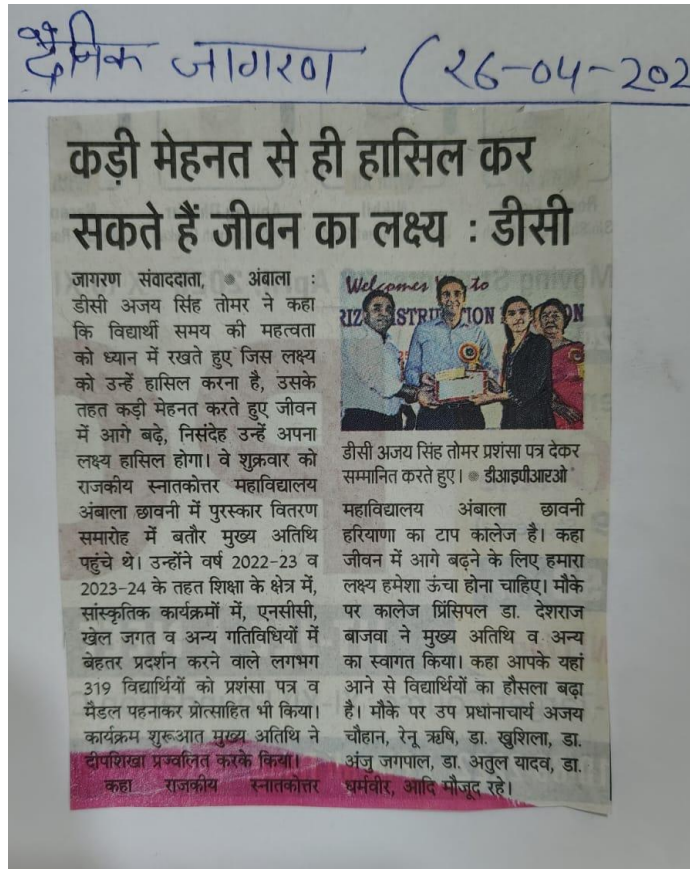 दैनिक जागरण (26-04-202
कड़ी मेहनत से ही हासिल कर
सकते हैं जीवन का लक्ष्य : डीसी
जागरण संवाददाता, • अंबाला :
डीसी अजय सिंह तोमर ने कहा
कि विद्यार्थी समय की महत्वता
को ध्यान में रखते हुए जिस लक्ष्य
को उन्हें हासिल करना है, उसके
तहत कड़ी मेहनत करते हुए जीवन
में आगे बढ़े, निसंदेह उन्हें अपना
लक्ष्य हासिल होगा। वे शुक्रवार को
राजकीय स्नातकोत्तर महाविद्यालय
अंबाला छावनी में पुरस्कार वितरण
समारोह में बतौर मुख्य अतिथि
पहुंचे थे। उन्होंने वर्ष 2022-23 व
2023-24 के तहत शिक्षा के क्षेत्र में,
सांस्कृतिक कार्यक्रमों में, एनसीसी,
खेल जगत व अन्य गतिविधियों में
बेहतर प्रदर्शन करने वाले लगभग
319 विद्यार्थियों को प्रशंसा पत्र व
मैडल पहनाकर प्रोत्साहित भी किया।
कार्यक्रम शुरूआत मुख्य अतिथि ने
दीपशिखा प्रज्वलित करके किया।
कहा राजकीय स्नातकोत्तर
Welcomes to
RIZ STRI ION ON
डीसी अजय सिंह तोमर प्रशंसा पत्र देकर
सम्मानित करते हुए। • डीआइपीआरओ
महाविद्यालय अंबाला छावनी
हरियाणा का टाप कालेज है। कहा
जीवन में आगे बढ़ने के लिए हमारा
लक्ष्य हमेशा ऊंचा होना चाहिए। मौके
पर कालेज प्रिंसिपल डा. देशराज
बाजवा ने मुख्य अतिथि व अन्य
का स्वागत किया। कहा आपके यहां
आने से विद्यार्थियों का हौसला बढ़ा
है। मौके पर उप प्रधानाचार्य अजय
चौहान, रेनू ऋषि, डा. खुशिला, डा.
अंजु जगपाल, डा. अतुल यादव, डा.
धर्मवीर, आदि मौजूद रहे।